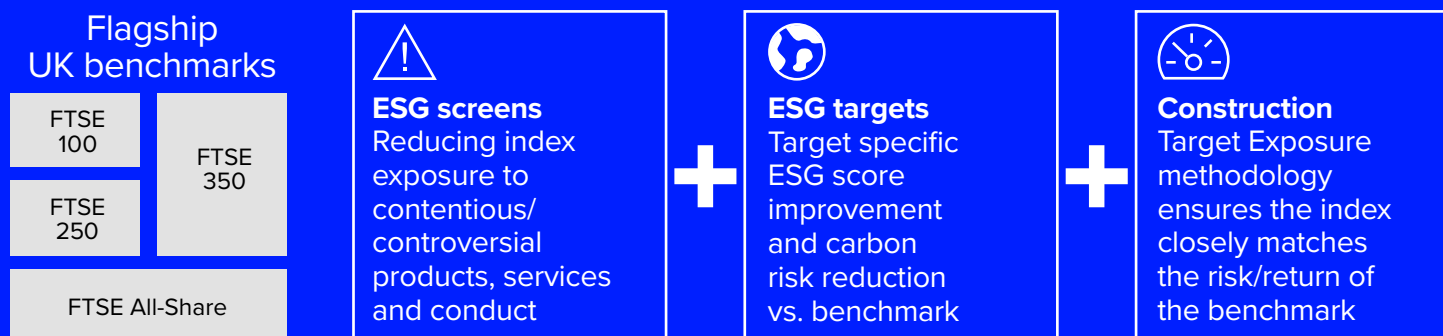 Flagship
UK benchmarks
FTSE
100
FTSE
250
FTSE
350
FTSE All-Share
ESG screens
Reducing index
exposure to
contentious/
controversial
products, services
and conduct
ESG targets
Target specific
ESG score
improvement
and carbon
risk reduction
vs. benchmark
Construction
Target Exposure
methodology
ensures the index
closely matches
the risk/return of
the benchmark